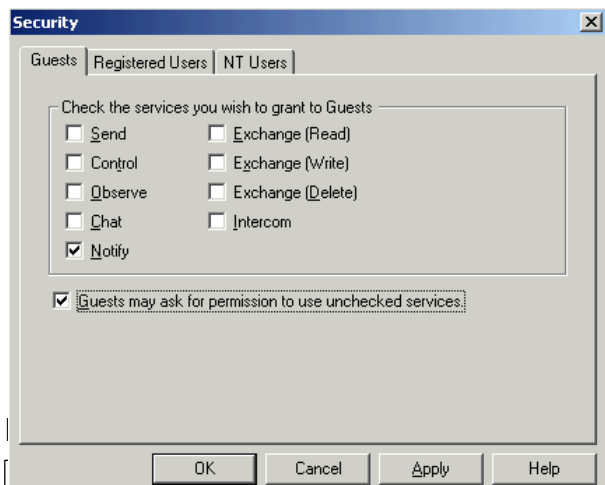 Security
Guests Registered Users NT Users
Check the services you wish to grant to Guests
Send Exchange (Read)
Control Exchange (Write)
Observe Exchange (Delete)
Chat Intercom
Notify
Guests may ask for permission to use unchecked services.
OK Cancel Apply Help